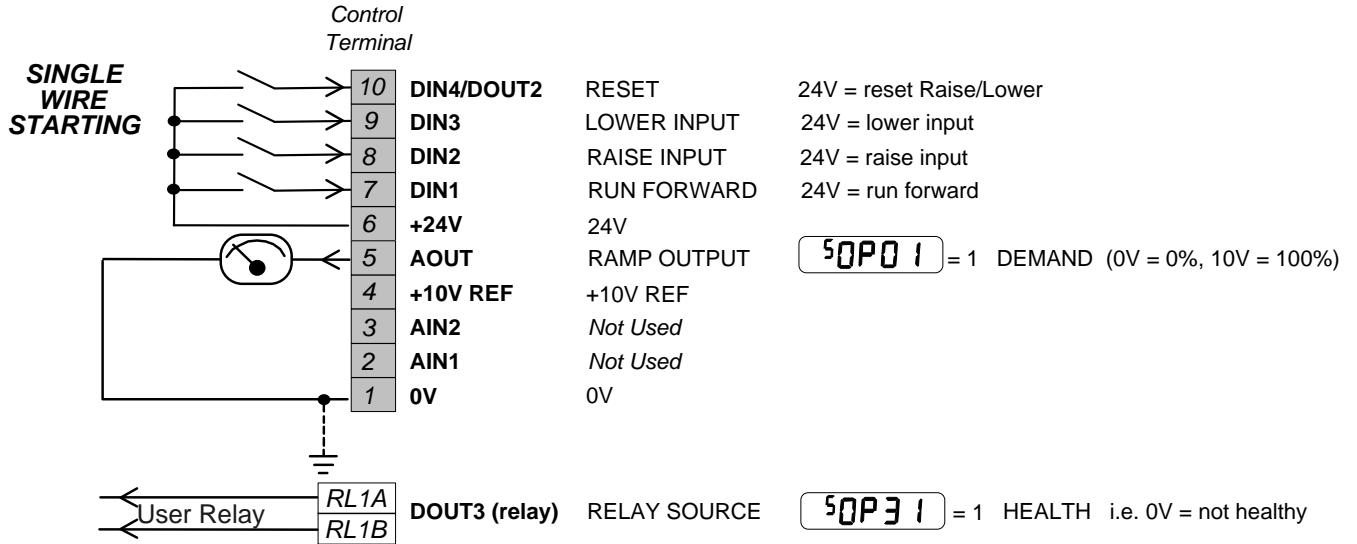 Control
Terminal
SINGLE
WIRE
STARTING
10 DIN4/DOUT2 RESET 24V = reset Raise/Lower
9 DIN3 LOWER INPUT 24V = lower input
8 DIN2 RAISE INPUT 24V = raise input
7 DIN1 RUN FORWARD 24V = run forward
6 +24V 24V
5 AOUT RAMP OUTPUT SOP01 = 1 DEMAND (0V = 0%, 10V = 100%)
4 +10V REF +10V REF
3 AIN2 Not Used
2 AIN1 Not Used
1 0V 0V
User Relay
RL1A
RL1B
DOUT3 (relay) RELAY SOURCE SOP31 = 1 HEALTH i.e. 0V = not healthy